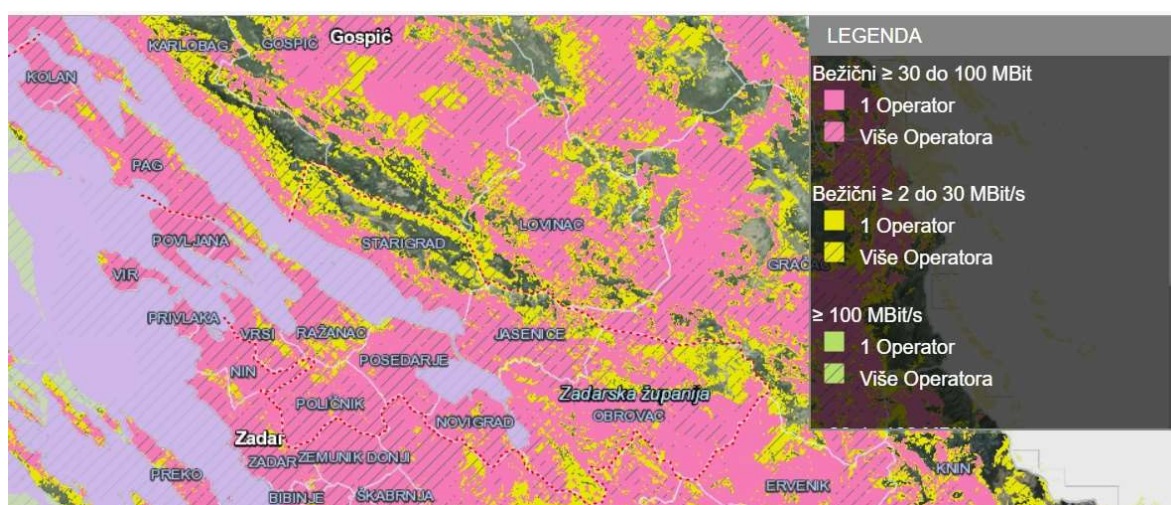 LEGENDA
Bežični ≥ 30 do 100 MBit
1 Operator
Više Operatora
Bežični ≥ 2 do 30 MBit/s
1 Operator
Više Operatora
≥ 100 MBit/s
1 Operator
Više Operatora
KARLOBAG
GOSPIĆ
Gospić
KOLAN
PAG
POVLJANA
STARIGRAD
LOVINAC
VIR
PRIVLAKA
VRSI
RAŽANAC
JASENICE
POSEDARJE
NIN
POLIČNIK
NOVIGRAD
Zadarska županija
OBROVAC
Zadar
ZADAR
ZEMUNIK DONJI
PREKO
BIBINJE
ŠKABRNJA
ERVENIK
KNIN